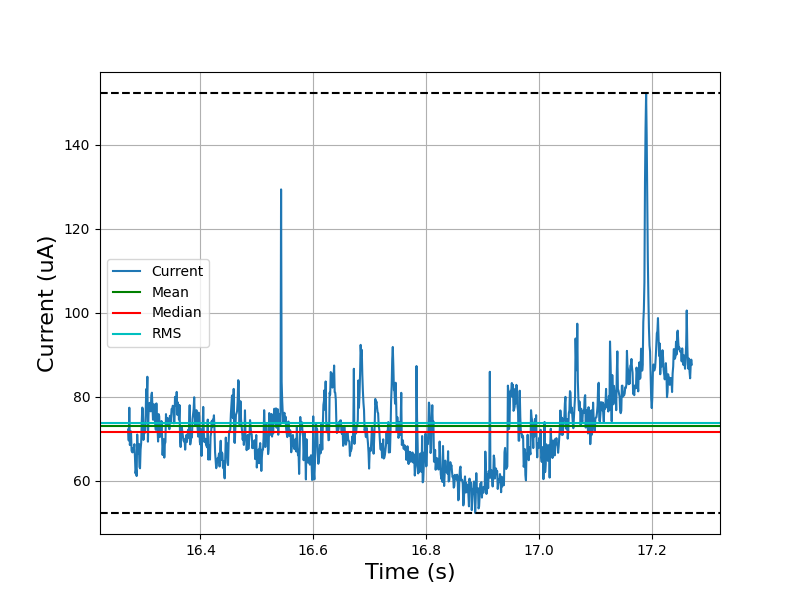 140
120
100
80
60
Current (uA)
Current
Mean
Median
RMS
16.4
16.6
16.8
17.0
17.2
Time (s)